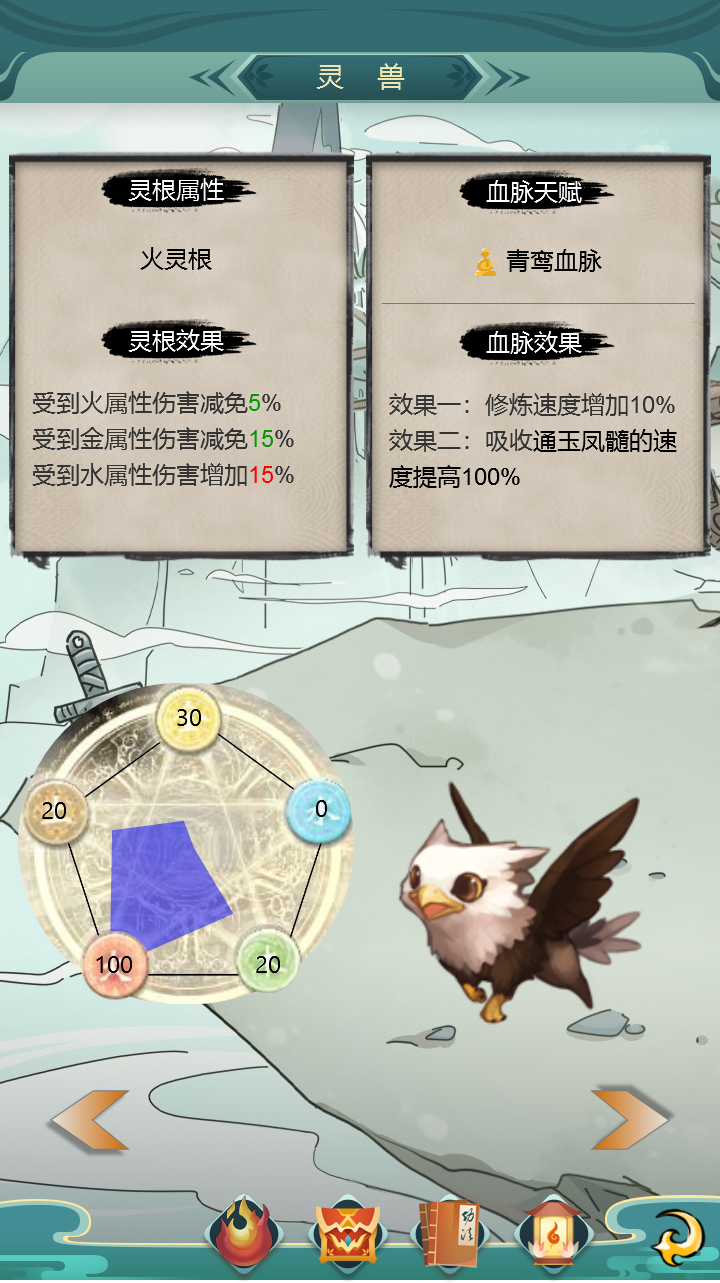 灵 兽
灵根属性
火灵根
灵根效果
受到火属性伤害减免5%
受到金属性伤害减免15%
受到水属性伤害增加15%
血脉天赋
青鸾血脉
血脉效果
效果一：修炼速度增加10%
效果二：吸收通玉凤髓的速
度提高100%
30
20
0
100
20
功法